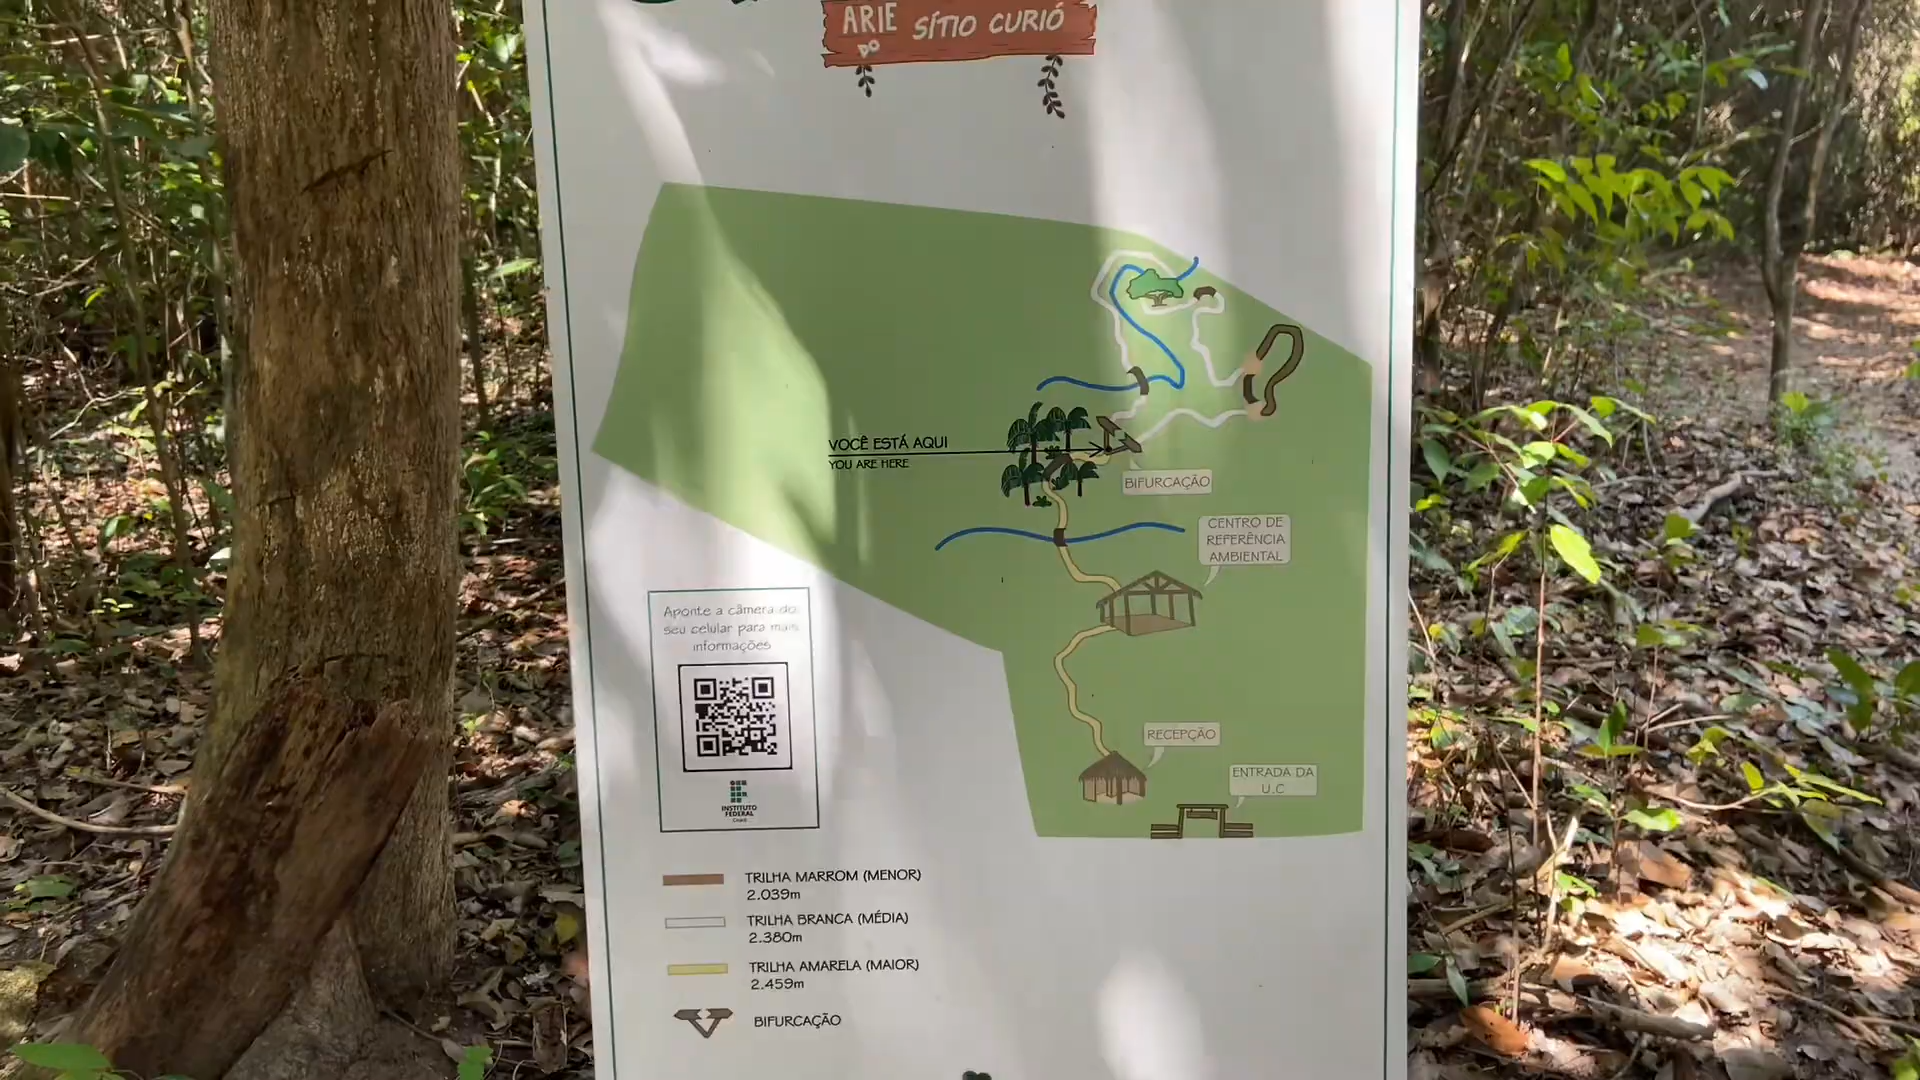 ARIE
DO
SÍTIO CURIÓ
VOCÊ ESTÁ AQUI
YOU ARE HERE
BIFURCAÇÃO
CENTRO DE
REFERÊNCIA
AMBIENTAL
Aponte a câmera do
seu celular para mais
informações
RECEPÇÃO
ENTRADA DA
U.C
INSTITUTO
FEDERAL
Ceará
TRILHA MARROM (MENOR)
2.039m
TRILHA BRANCA (MÉDIA)
2.380m
TRILHA AMARELA (MAIOR)
2.459m
BIFURCAÇÃO